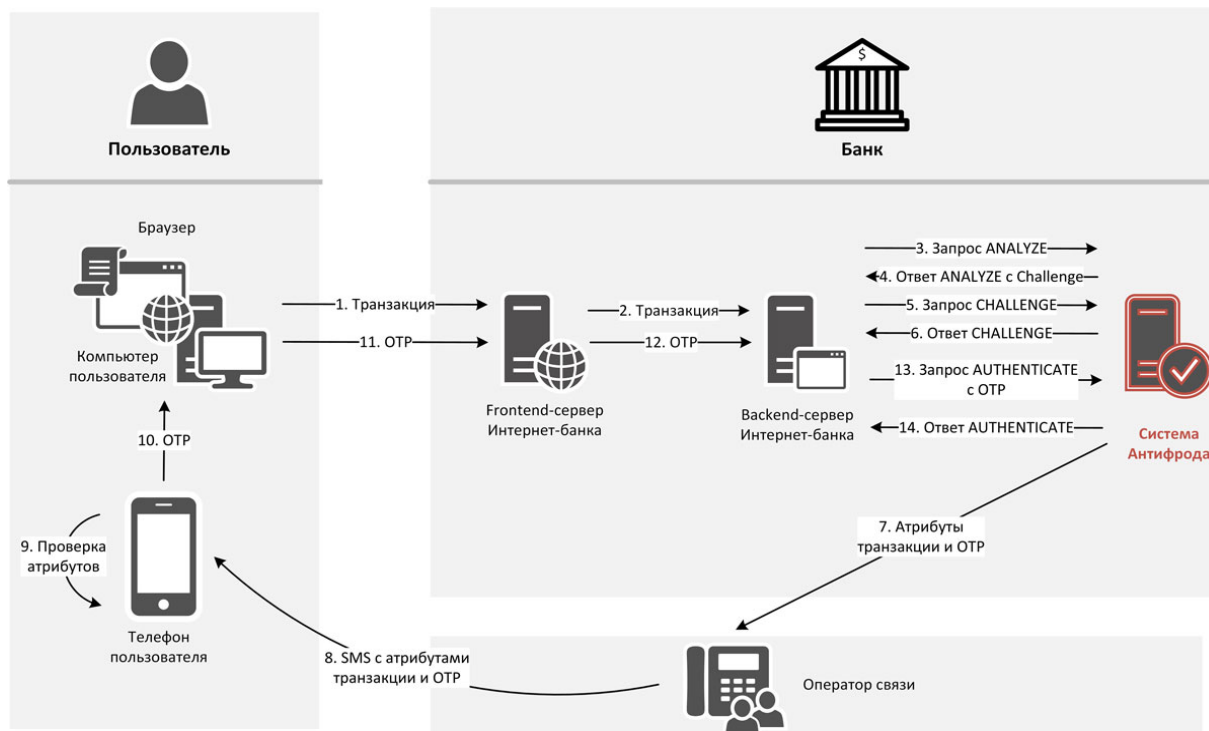 $
Пользователь
Банк
Браузер
3. Запрос ANALYZE
4. Ответ ANALYZE с Challenge
1. Транзакция
2. Транзакция
5. Запрос CHALLENGE
6. Ответ CHALLENGE
11. OTP
12. OTP
Компьютер
пользователя
13. Запрос AUTHENTICATE
с OTP
Frontend-сервер
Интернет-банка
Backend-сервер
Интернет-банка
14. Ответ AUTHENTICATE
Система
Антифрода
10. OTP
7. Атрибуты
транзакции и OTP
9. Проверка
атрибутов
Телефон
пользователя
8. SMS с атрибутами
транзакции и OTP
Оператор связи